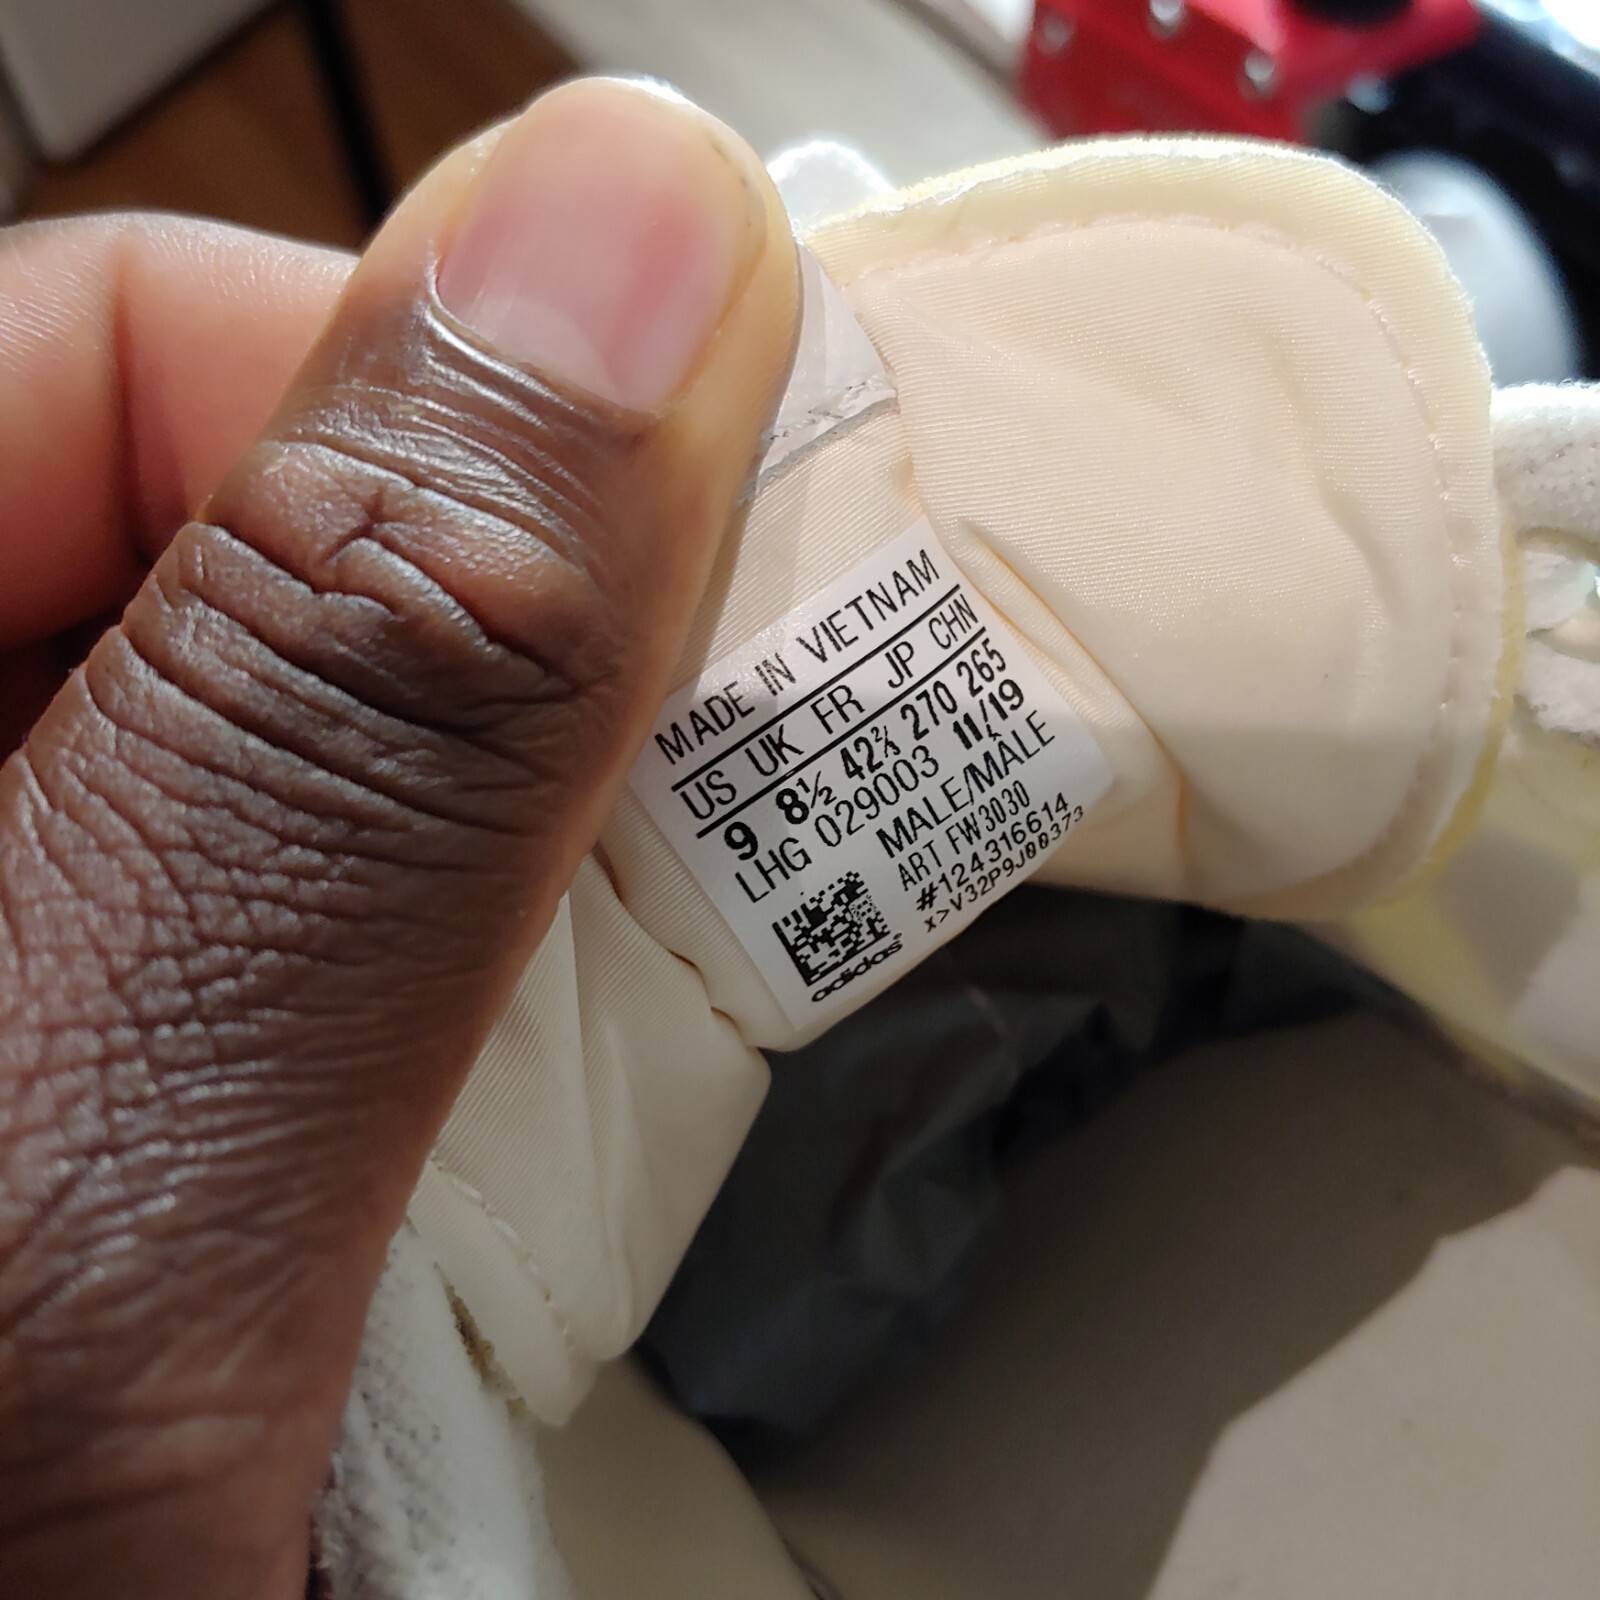 MADE IN VIETNAM
US UK FR JP CHN
9 8½ 42⅔ 270 265
LHG 029003 11/19
MALE/MALE
ART FW3030
#124316614
x>V32P9J00373
adidas®